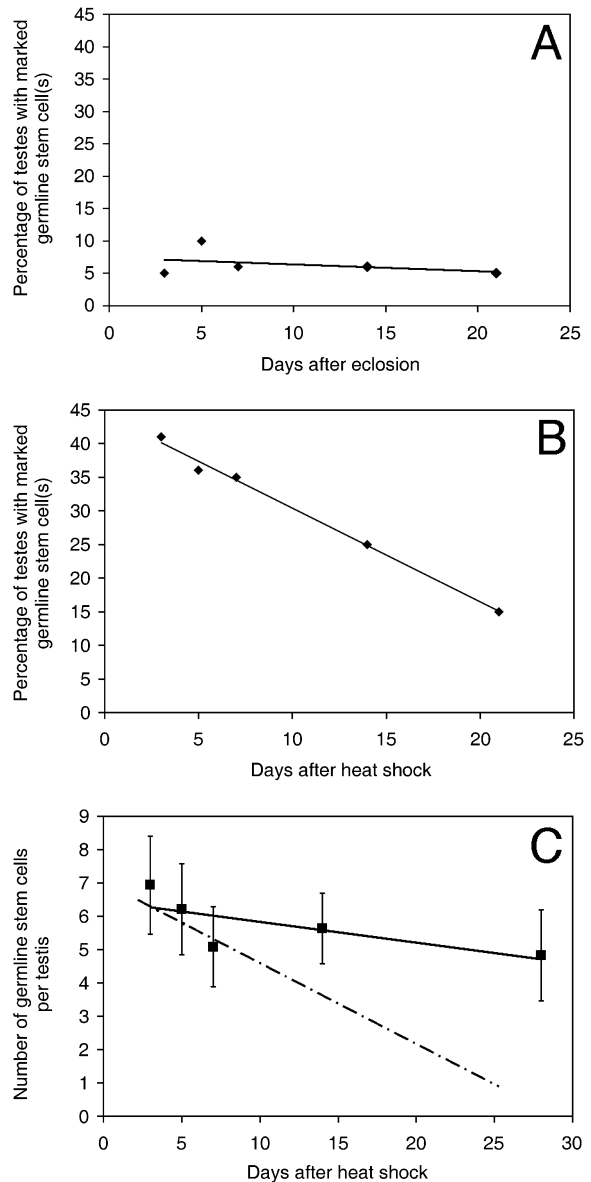 A
Percentage of testes with marked
germline stem cell(s)
45
40
35
30
25
20
15
10
5
0
0 5 10 15 20 25
Days after eclosion
B
Percentage of testes with marked
germline stem cell(s)
45
40
35
30
25
20
15
10
5
0
0 5 10 15 20 25
Days after heat shock
C
Number of germline stem cells
per testis
9
8
7
6
5
4
3
2
1
0
0 5 10 15 20 25 30
Days after heat shock